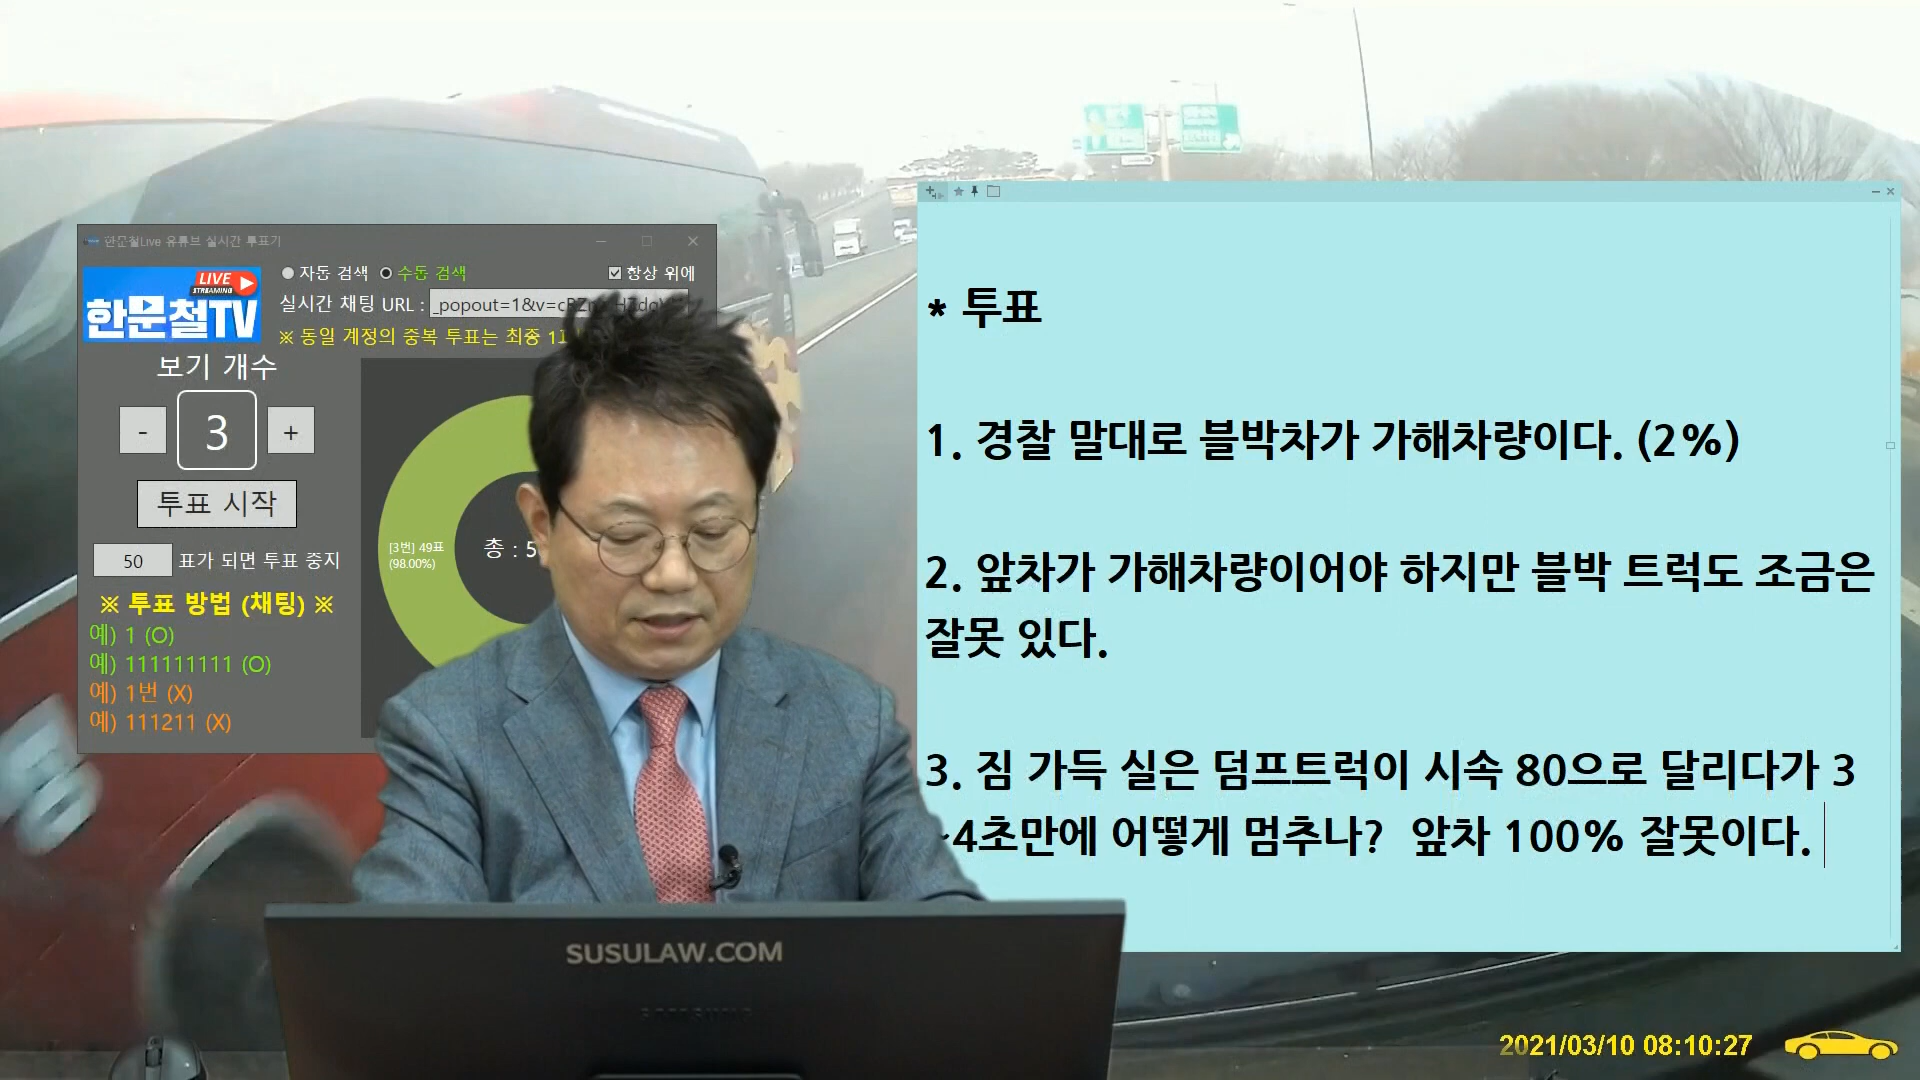 한문철Live 유튜브 실시간 투표기
LIVE
STREAMING
한문철TV
자동 검색 수동 검색 항상 위에
실시간 채팅 URL :
※ 동일 계정의 중복 투표는 최종
보기 개수
- 3 +
투표 시작
50 표가 되면 투표 중지
※ 투표 방법 (채팅) ※
예) 1 (O)
예) 111111111 (O)
예) 1번 (X)
예) 111211 (X)
[3번] 49표
(98.00%)
총 : 5
* 투표
1. 경찰 말대로 블박차가 가해차량이다. (2%)
2. 앞차가 가해차량이어야 하지만 블박 트럭도 조금은
잘못 있다.
3. 짐 가득 실은 덤프트럭이 시속 80으로 달리다가 3
~4초만에 어떻게 멈추나? 앞차 100% 잘못이다.
SUSULAW.COM
2021/03/10 08:10:27